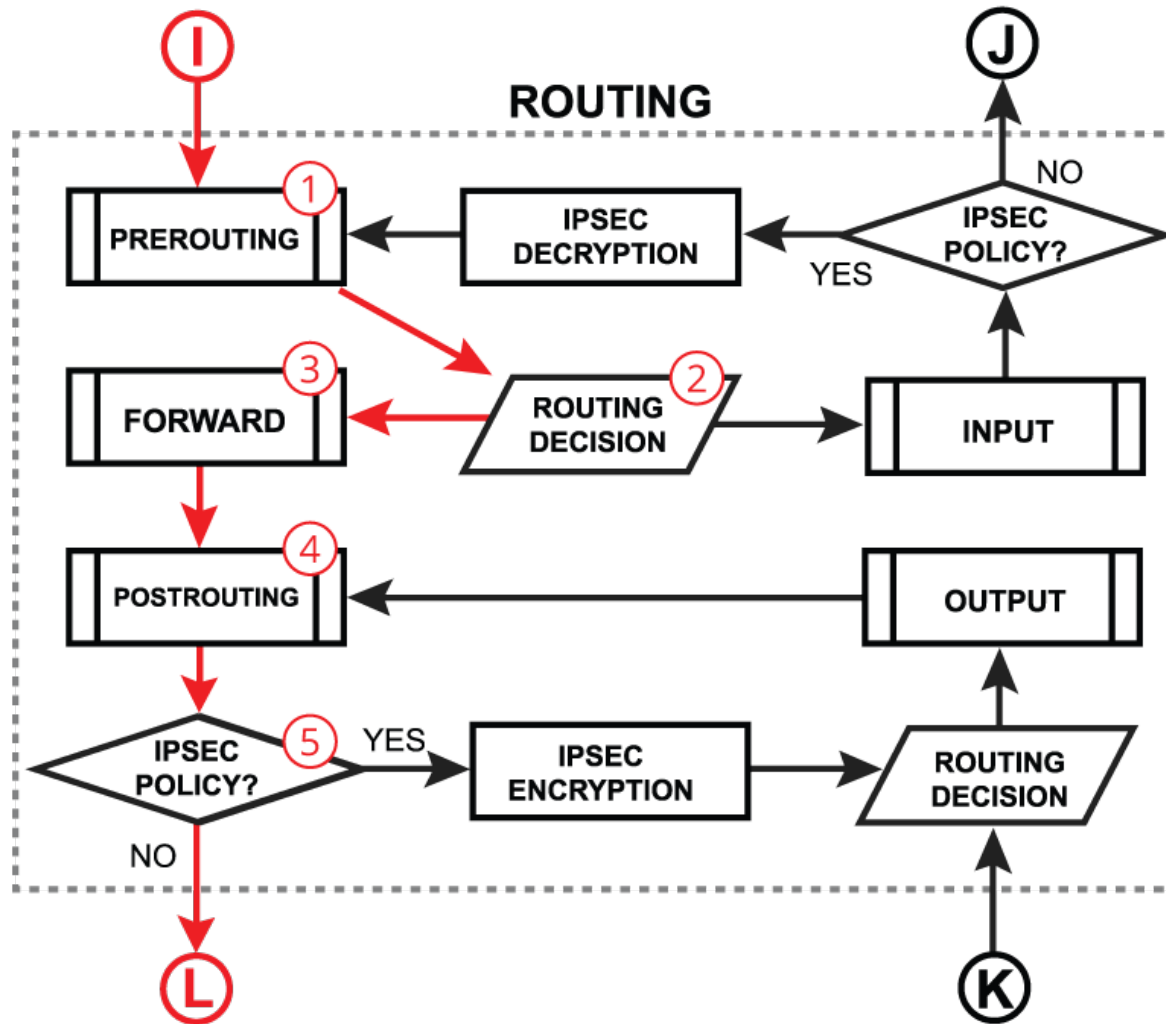 I
J
ROUTING
1
PREROUTING
IPSEC
DECRYPTION
YES
NO
IPSEC
POLICY?
3
FORWARD
2
ROUTING
DECISION
INPUT
4
POSTROUTING
OUTPUT
5
IPSEC
POLICY?
YES
NO
IPSEC
ENCRYPTION
ROUTING
DECISION
L
K